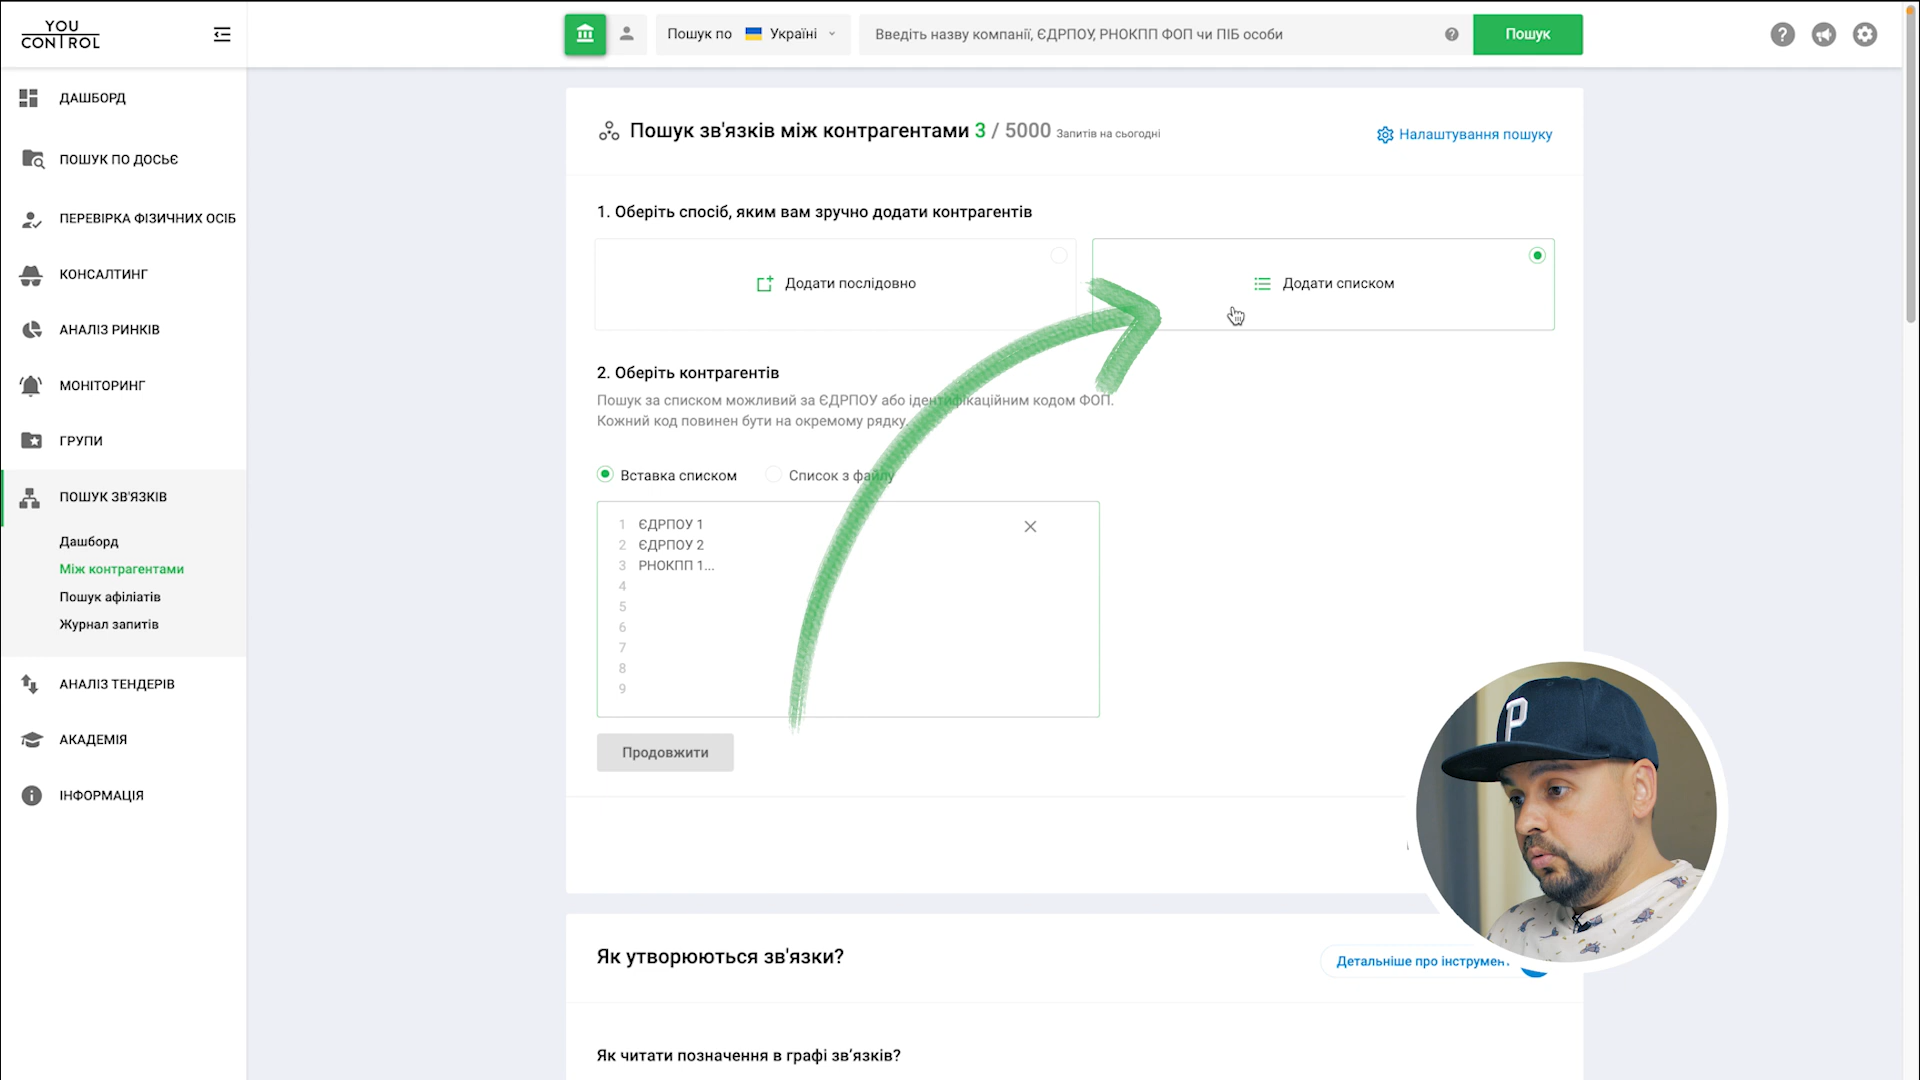 YOU
CONTROL
Пошук по
Україні
Введіть назву компанії, ЄДРПОУ, РНОКПП ФОП чи ПІБ особи
Пошук
ДАШБОРД
ПОШУК ПО ДОСЬЄ
ПЕРЕВІРКА ФІЗИЧНИХ ОСІБ
КОНСАЛТИНГ
АНАЛІЗ РИНКІВ
МОНІТОРИНГ
ГРУПИ
ПОШУК ЗВ'ЯЗКІВ
Дашборд
Між контрагентами
Пошук афіліатів
Журнал запитів
АНАЛІЗ ТЕНДЕРІВ
АКАДЕМІЯ
ІНФОРМАЦІЯ
Пошук зв'язків між контрагентами 3 / 5000 Запитів на сьогодні
Налаштування пошуку
1. Оберіть спосіб, яким вам зручно додати контрагентів
Додати послідовно
Додати списком
2. Оберіть контрагентів
Пошук за списком можливий за ЄДРПОУ або ідентифікаційним кодом ФОП.
Кожний код повинен бути на окремому рядку.
Вставка списком
Список з файлу
1 ЄДРПОУ 1
2 ЄДРПОУ 2
3 РНОКПП 1...
4
5
6
7
8
9
Продовжити
Як утворюються зв'язки?
Детальніше про інструмент
Як читати позначення в графі зв’язків?
P